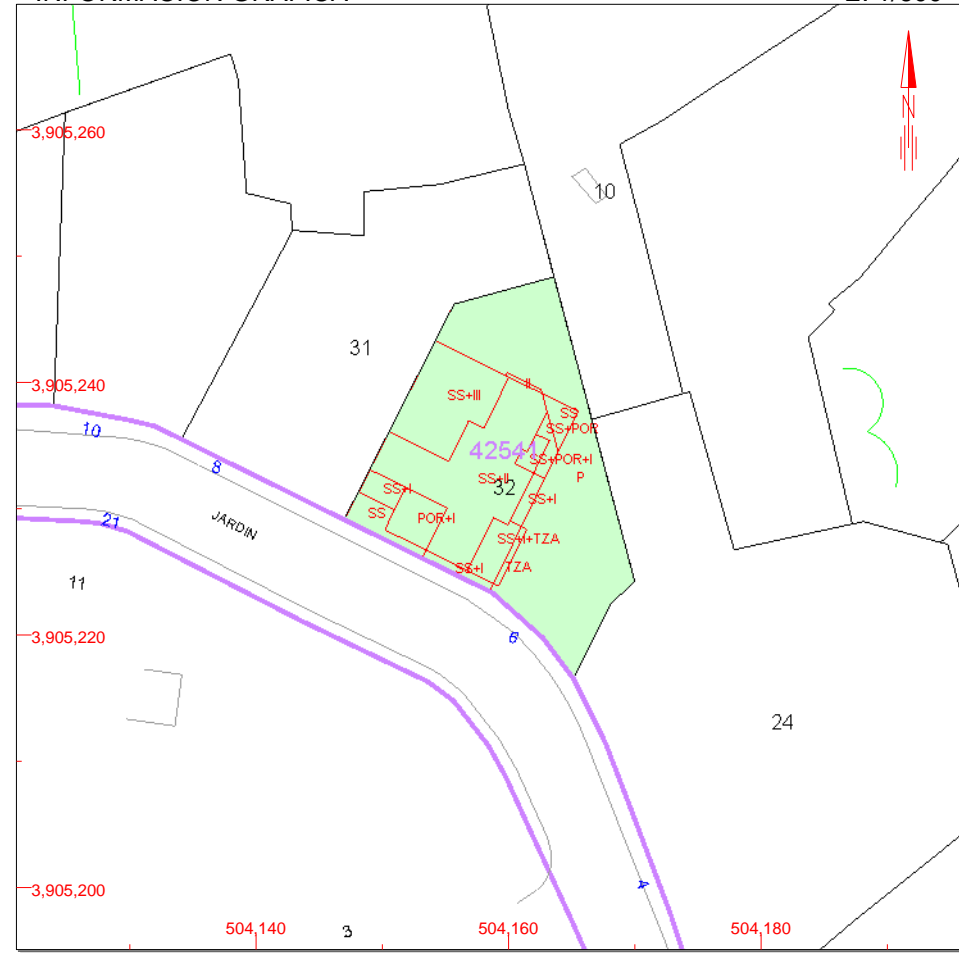 3,905,260
N
10
31
3,905,240
SS+III
II
SS
SS+POR
10
42541
8
SS+POR+I
P
SS+II
32
SS+I
SS+I
SS
POR+I
21
JARDIN
SS+I+TZA
SS+I
TZA
11
3,905,220
6
24
3,905,200
4
504,140
504,160
504,180
3